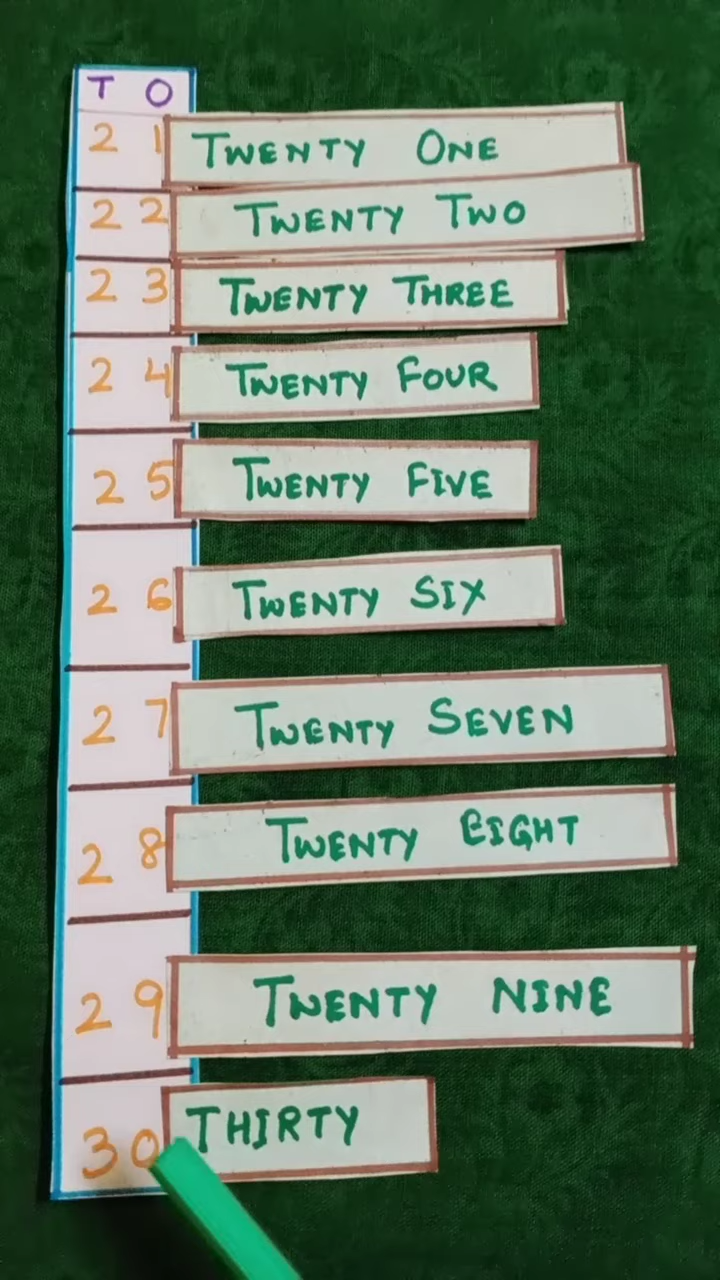 T O
2 1 TWENTY ONE
2 2 TWENTY TWO
2 3 TWENTY THREE
2 4 TWENTY FOUR
2 5 TWENTY FIVE
2 6 TWENTY SIX
2 7 TWENTY SEVEN
2 8 TWENTY EIGHT
2 9 TWENTY NINE
3 0 THIRTY